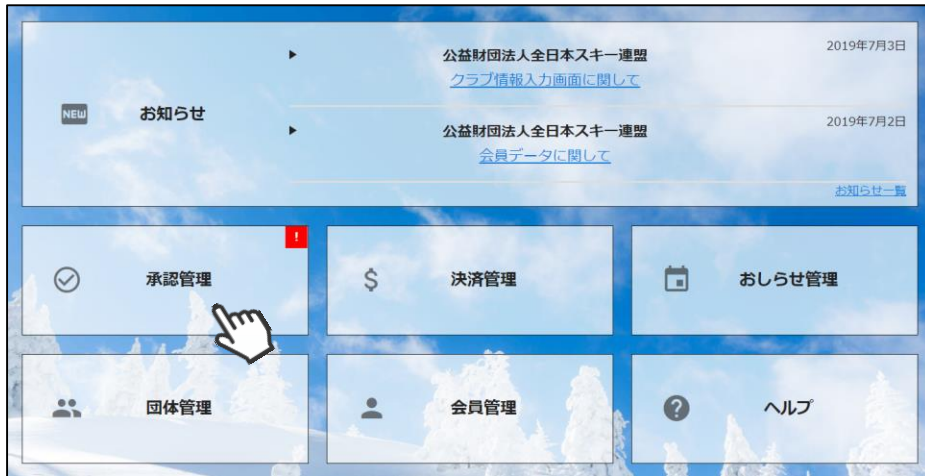 公益財団法人全日本スキー連盟
2019年7月3日
クラブ情報入力画面に関して
NEW
お知らせ
公益財団法人全日本スキー連盟
2019年7月2日
会員データに関して
お知らせ一覧
!
承認管理
$
決済管理
おしらせ管理
団体管理
会員管理
?
ヘルプ